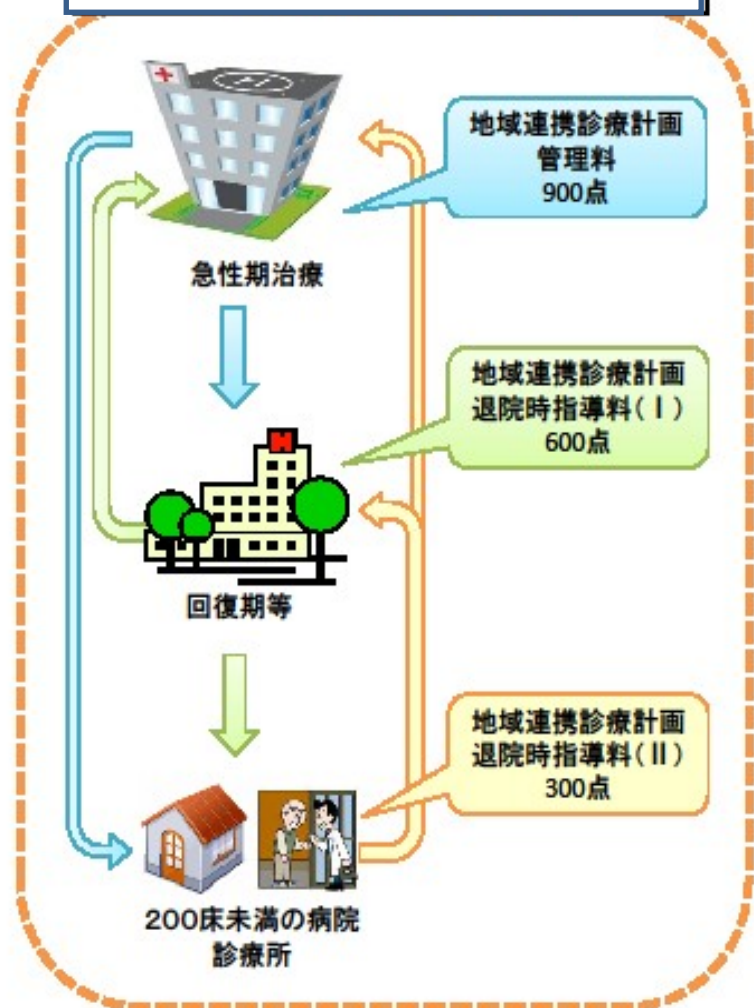 地域連携診療計画
管理料
900点
急性期治療
地域連携診療計画
退院時指導料(Ⅰ)
600点
H
回復期等
地域連携診療計画
退院時指導料(Ⅱ)
300点
200床未満の病院
診療所